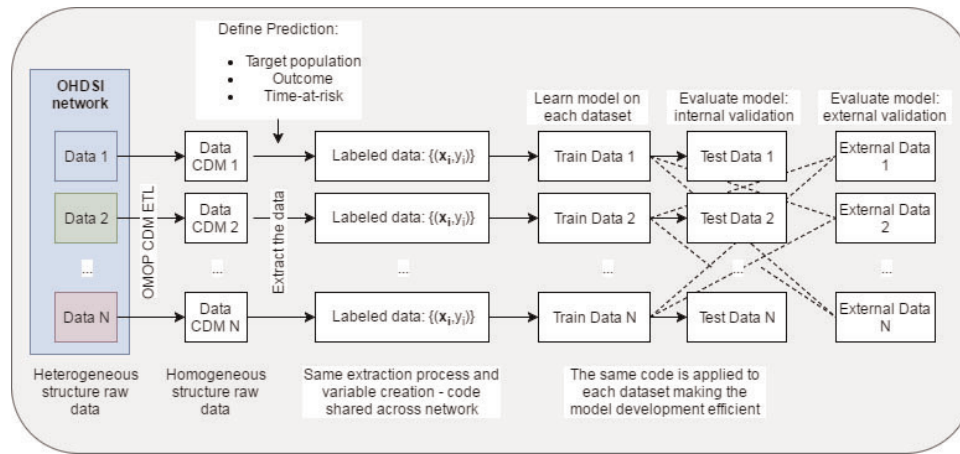 Define Prediction:
• Target population
• Outcome
• Time-at-risk
OHDSI
network
Learn model on
each dataset
Evaluate model:
internal validation
Evaluate model:
external validation
Data 1
Data
CDM 1
Labeled data: {(xᵢ,yᵢ)}
Train Data 1
Test Data 1
External Data
1
OMOP CDM ETL
Extract the data
Data 2
Data
CDM 2
Labeled data: {(xᵢ,yᵢ)}
Train Data 2
Test Data 2
External Data
2
...
...
...
...
...
...
Data N
Data
CDM N
Labeled data: {(xᵢ,yᵢ)}
Train Data N
Test Data N
External Data
N
Heterogeneous
structure raw
data
Homogeneous
structure raw
data
Same extraction process and
variable creation - code
shared across network
The same code is applied to
each dataset making the
model development efficient